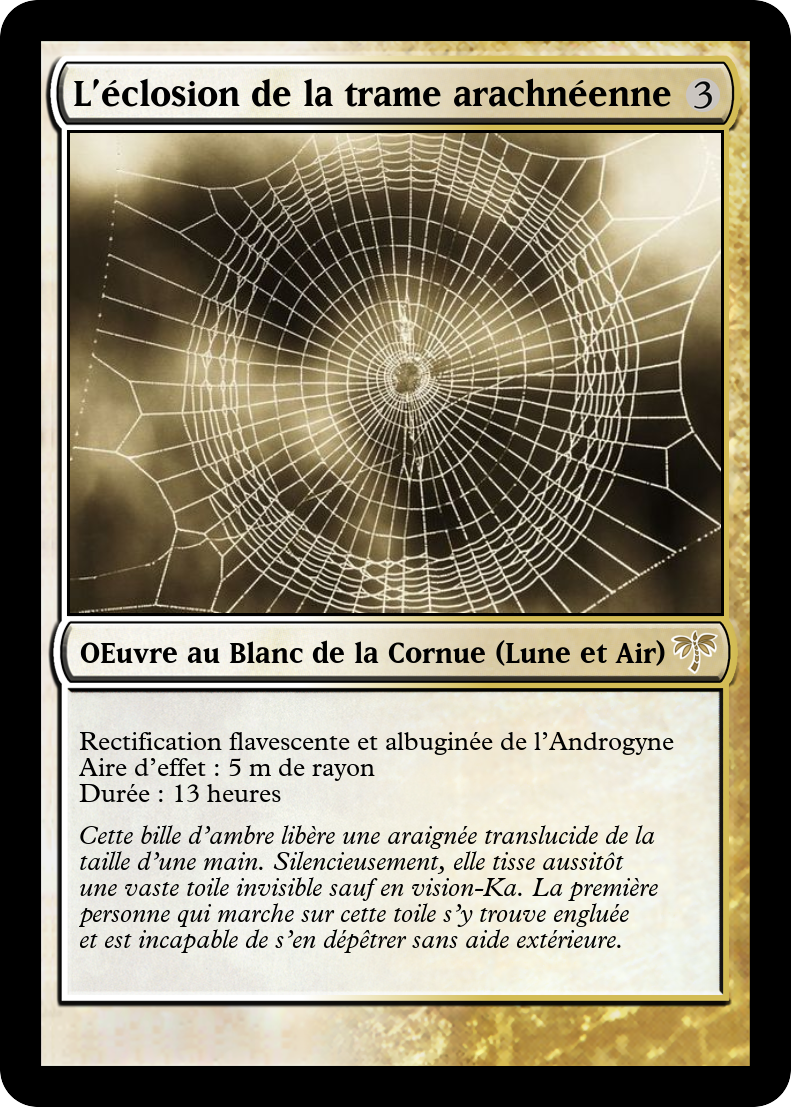 L'éclosion de la trame arachnéenne 3
OEuvre au Blanc de la Cornue (Lune et Air)
Rectification flavescente et albuginée de l'Androgyne
Aire d'effet : 5 m de rayon
Durée : 13 heures
Cette bille d'ambre libère une araignée translucide de la
taille d'une main. Silencieusement, elle tisse aussitôt
une vaste toile invisible sauf en vision-Ka. La première
personne qui marche sur cette toile s'y trouve engluée
et est incapable de s'en dépêtrer sans aide extérieure.